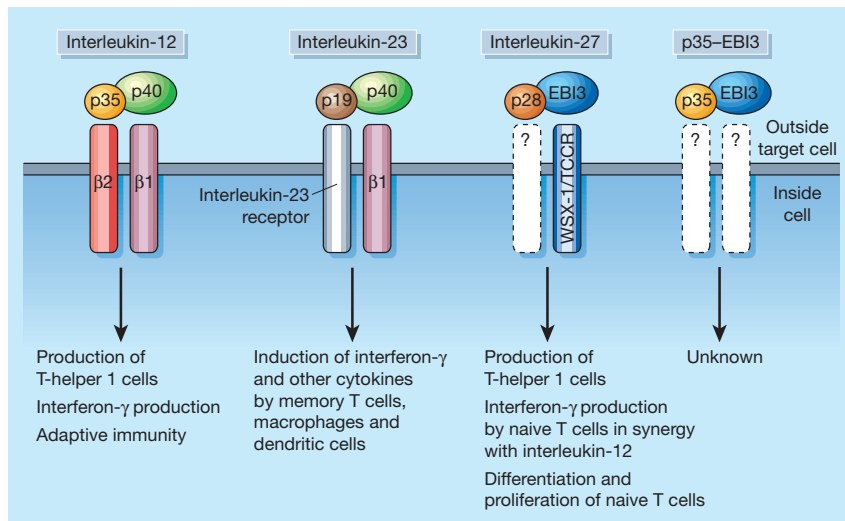 Interleukin-12
Interleukin-23
Interleukin-27
p35–EBI3
p35
p40
p19
p40
p28
EBI3
p35
EBI3
β2
β1
Interleukin-23
receptor
β1
?
WSX-1/TCCR
?
?
Outside
target cell
Inside
cell
Production of
T-helper 1 cells
Interferon-γ production
Adaptive immunity
Induction of interferon-γ
and other cytokines
by memory T cells,
macrophages and
dendritic cells
Production of
T-helper 1 cells
Interferon-γ production
by naive T cells in synergy
with interleukin-12
Differentiation and
proliferation of naive T cells
Unknown